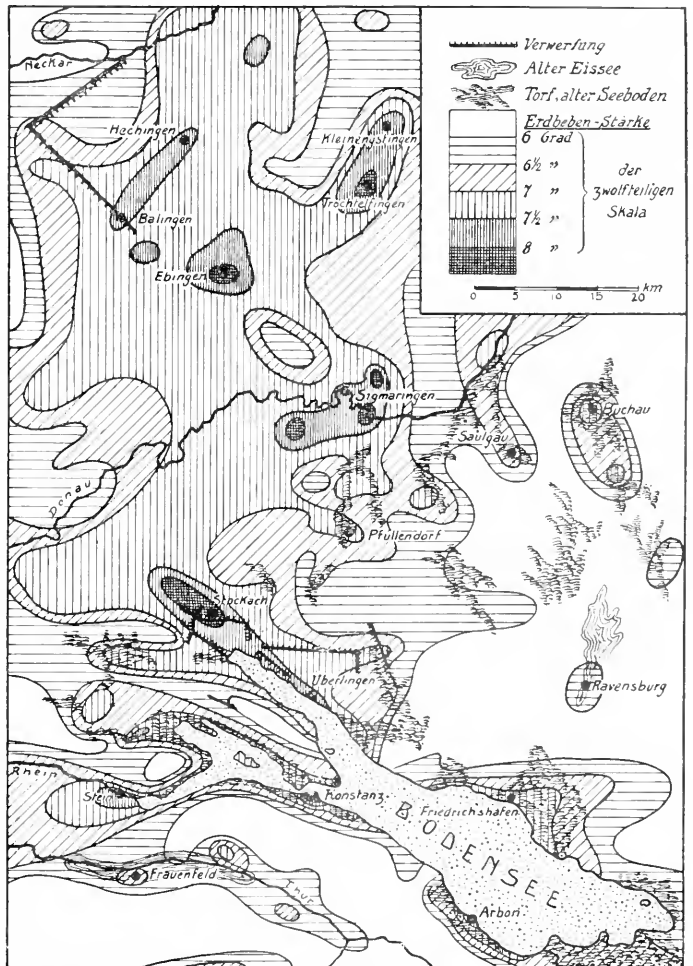 Verwerfung
Alter Eissee
Torf, alter Seeboden
Erdbeben-Stärke
6 Grad
6½ "
7 "
7½ "
8 "
der
zwölfteiligen
Skala
0 5 10 15 20 km
Neckar
Hechingen
Kleinengstingen
Trochtelfingen
Balingen
Ebingen
Sigmaringen
Buchau
Saulgau
Donau
Pfullendorf
Stockach
Überlingen
Ravensburg
Rhein
Stein
Konstanz
Friedrichshafen
BODENSEE
Frauenfeld
Thur
Arbon